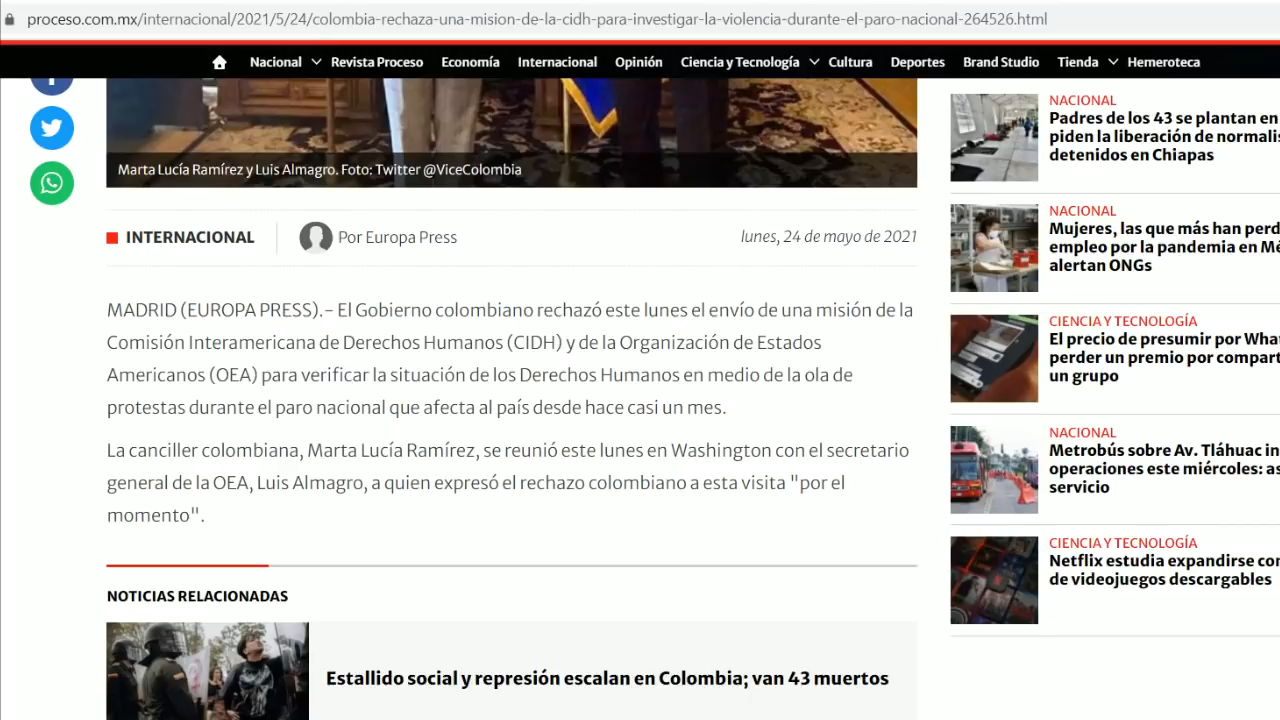 proceso.com.mx/internacional/2021/5/24/colombia-rechaza-una-mision-de-la-cidh-para-investigar-la-violencia-durante-el-paro-nacional-264526.html
Nacional Revista Proceso Economía Internacional Opinión Ciencia y Tecnología Cultura Deportes Brand Studio Tienda Hemeroteca
Marta Lucía Ramírez y Luis Almagro. Foto: Twitter @ViceColombia
INTERNACIONAL Por Europa Press lunes, 24 de mayo de 2021
MADRID (EUROPA PRESS).- El Gobierno colombiano rechazó este lunes el envío de una misión de la
Comisión Interamericana de Derechos Humanos (CIDH) y de la Organización de Estados
Americanos (OEA) para verificar la situación de los Derechos Humanos en medio de la ola de
protestas durante el paro nacional que afecta al país desde hace casi un mes.
La canciller colombiana, Marta Lucía Ramírez, se reunió este lunes en Washington con el secretario
general de la OEA, Luis Almagro, a quien expresó el rechazo colombiano a esta visita "por el
momento".
NOTICIAS RELACIONADAS
Estallido social y represión escalan en Colombia; van 43 muertos
NACIONAL
Padres de los 43 se plantan en
piden la liberación de
detenidos en Chiapas
NACIONAL
Mujeres, las que más han
empleo por la pandemia en
alertan ONGs
CIENCIA Y TECNOLOGÍA
El precio de presumir por
perder un premio por
un grupo
NACIONAL
Metrobús sobre Av. Tláhuac
operaciones este miércoles:
servicio
CIENCIA Y TECNOLOGÍA
Netflix estudia expandirse
de videojuegos descargables